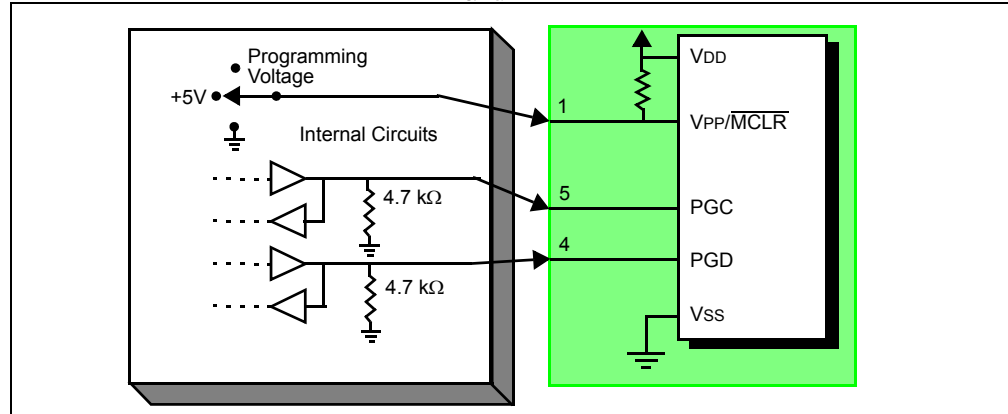 Programming
Voltage
+5V
Internal Circuits
4.7 kΩ
4.7 kΩ
1
5
4
VDD
VPP/MCLR
PGC
PGD
VSS